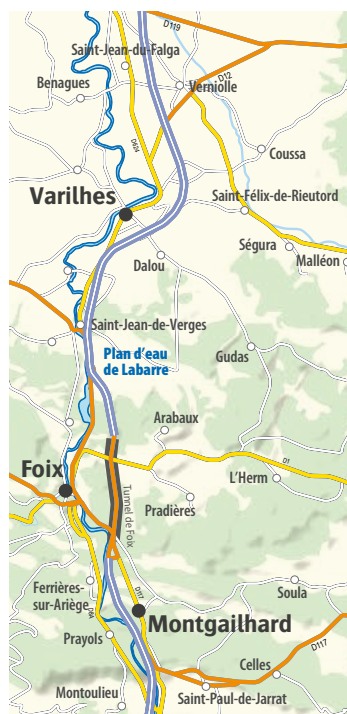 D119
Saint-Jean-du-Falga
D12
Benagues
Verniolle
D624
Coussa
Varilhes
Saint-Félix-de-Rieutord
Ségura
Malléon
Dalou
Saint-Jean-de-Verges
Plan d'eau
de Labarre
Gudas
Arabaux
Foix
D1
L'Herm
Tunnel de Foix
Pradières
Ferrières-
sur-Ariège
D117
Soula
D8A
Montgailhard
Prayols
D117
Celles
Montoulieu
Saint-Paul-de-Jarrat